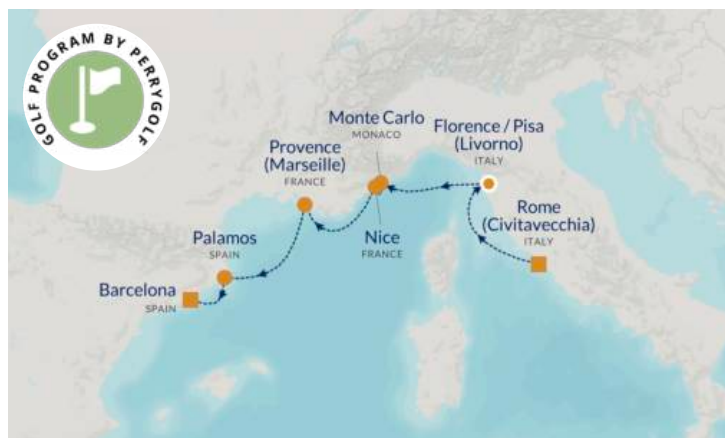 GOLF PROGRAM BY PERRYGOLF
Monte Carlo
MONACO
Florence / Pisa
(Livorno)
ITALY
Provence
(Marseille)
FRANCE
Rome
(Civitavecchia)
ITALY
Nice
FRANCE
Palamos
SPAIN
Barcelona
SPAIN